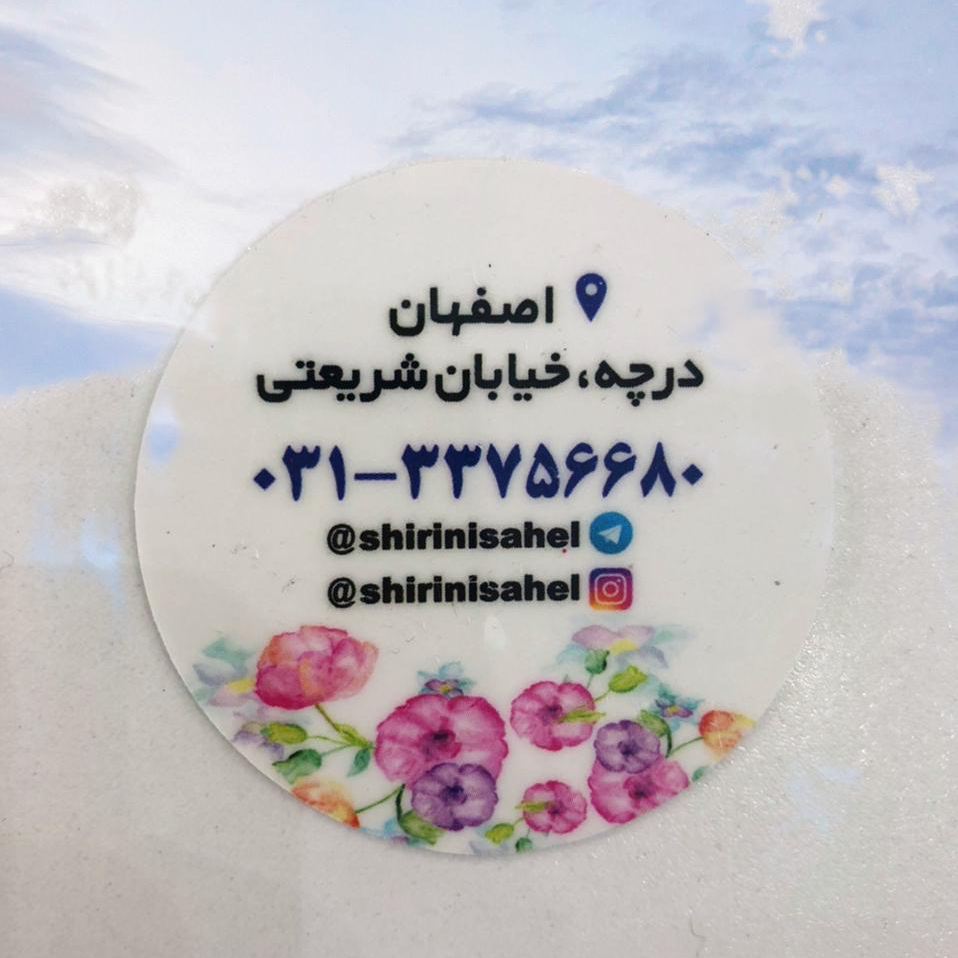 اصفهان
درچه، خیابان شریعتی
۰۳۱-۳۳۷۵۶۶۸۰
@shirinisahel
@shirinisahel